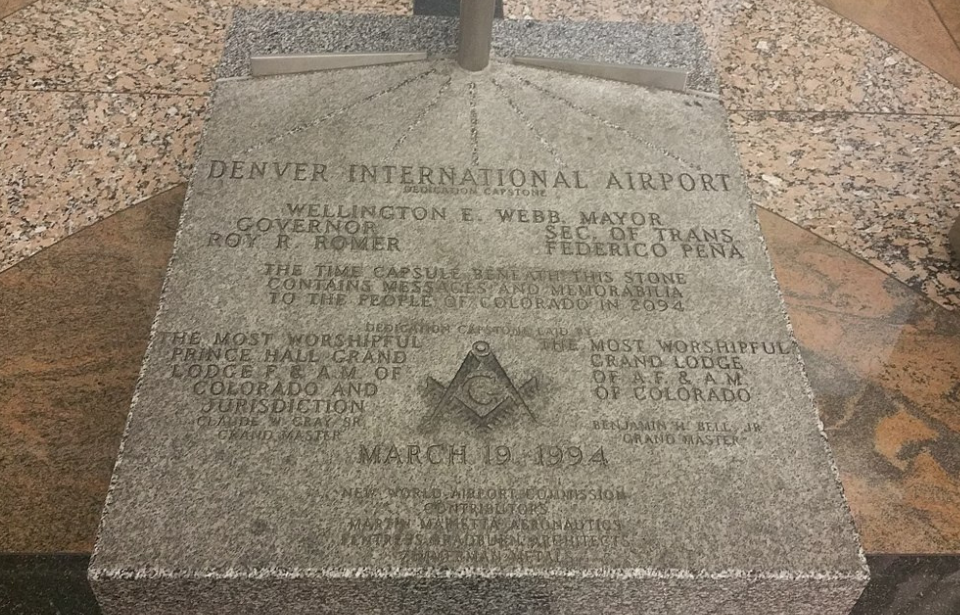 DENVER INTERNATIONAL AIRPORT
DEDICATION CAPSTONE
WELLINGTON E. WEBB, MAYOR
GOVERNOR
ROY R. ROMER
SEC. OF TRANS.
FEDERICO PENA
THE TIME CAPSULE BENEATH THIS STONE
CONTAINS MESSAGES AND MEMORABILIA
TO THE PEOPLE OF COLORADO IN 2094
DEDICATION CAPSTONE LAID BY
THE MOST WORSHIPFUL
PRINCE HALL GRAND
LODGE F. & A.M. OF
COLORADO AND
JURISDICTION
CLAUDE W. GRAY SR.
GRAND MASTER
G
THE MOST WORSHIPFUL
GRAND LODGE
OF A.F. & A.M.
OF COLORADO
BENJAMIN H. BELL, JR
GRAND MASTER
MARCH 19, 1994
NEW WORLD AIRPORT COMMISSION
CONTRIBUTORS
MARTIN MARIETTA AERONAUTICS
FENTRESS BRADBURN ARCHITECT
ZIMMERMAN METAL